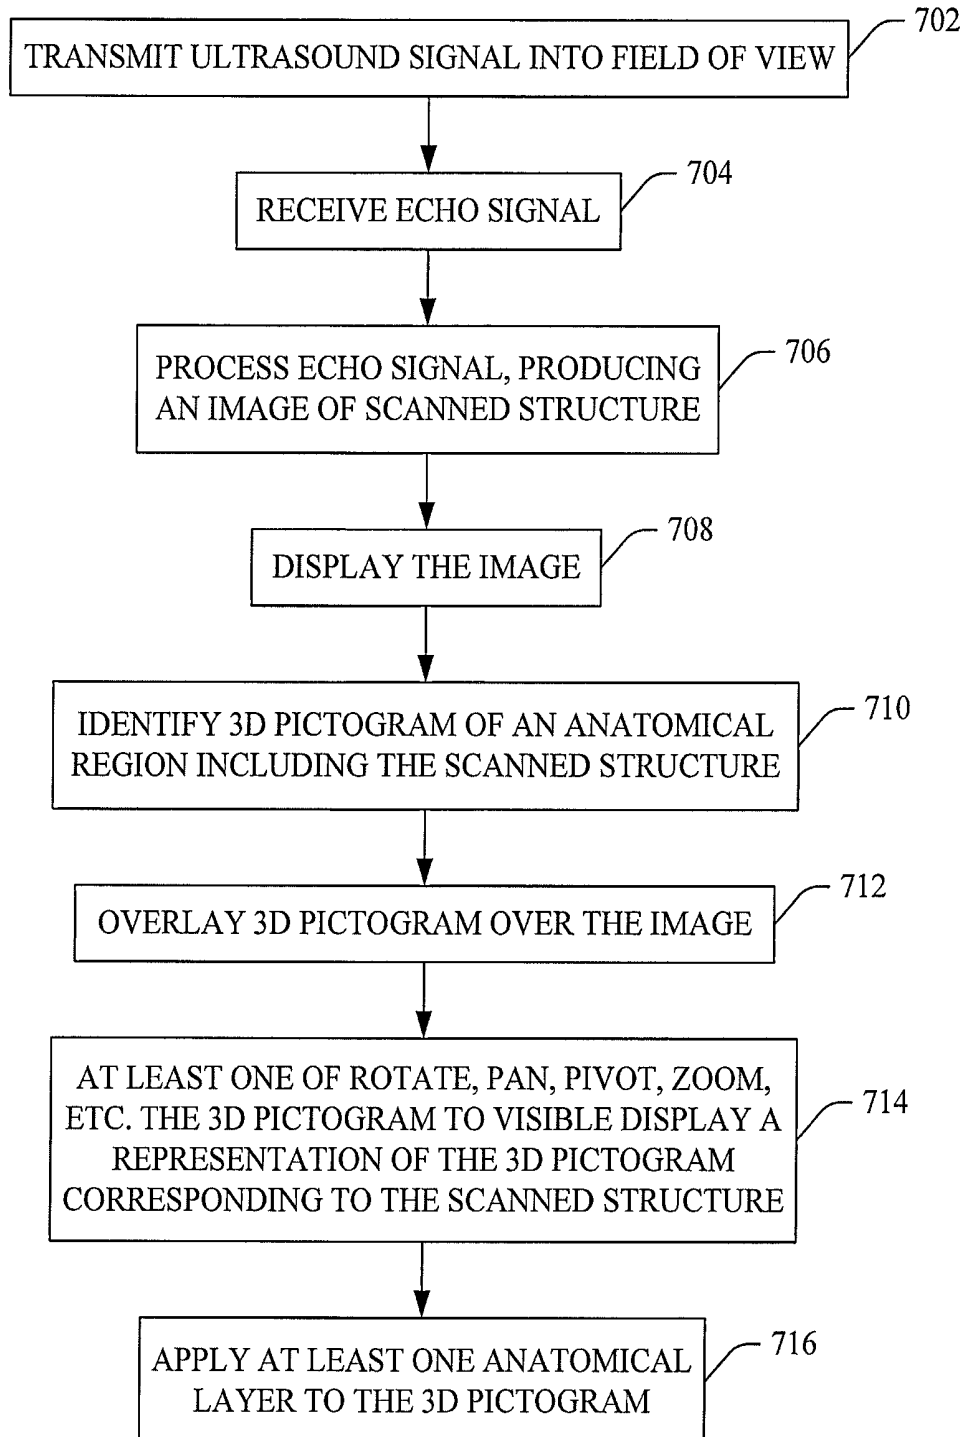 702
TRANSMIT ULTRASOUND SIGNAL INTO FIELD OF VIEW
704
RECEIVE ECHO SIGNAL
706
PROCESS ECHO SIGNAL, PRODUCING
AN IMAGE OF SCANNED STRUCTURE
708
DISPLAY THE IMAGE
710
IDENTIFY 3D PICTOGRAM OF AN ANATOMICAL
REGION INCLUDING THE SCANNED STRUCTURE
712
OVERLAY 3D PICTOGRAM OVER THE IMAGE
714
AT LEAST ONE OF ROTATE, PAN, PIVOT, ZOOM,
ETC. THE 3D PICTOGRAM TO VISIBLE DISPLAY A
REPRESENTATION OF THE 3D PICTOGRAM
CORRESPONDING TO THE SCANNED STRUCTURE
716
APPLY AT LEAST ONE ANATOMICAL
LAYER TO THE 3D PICTOGRAM